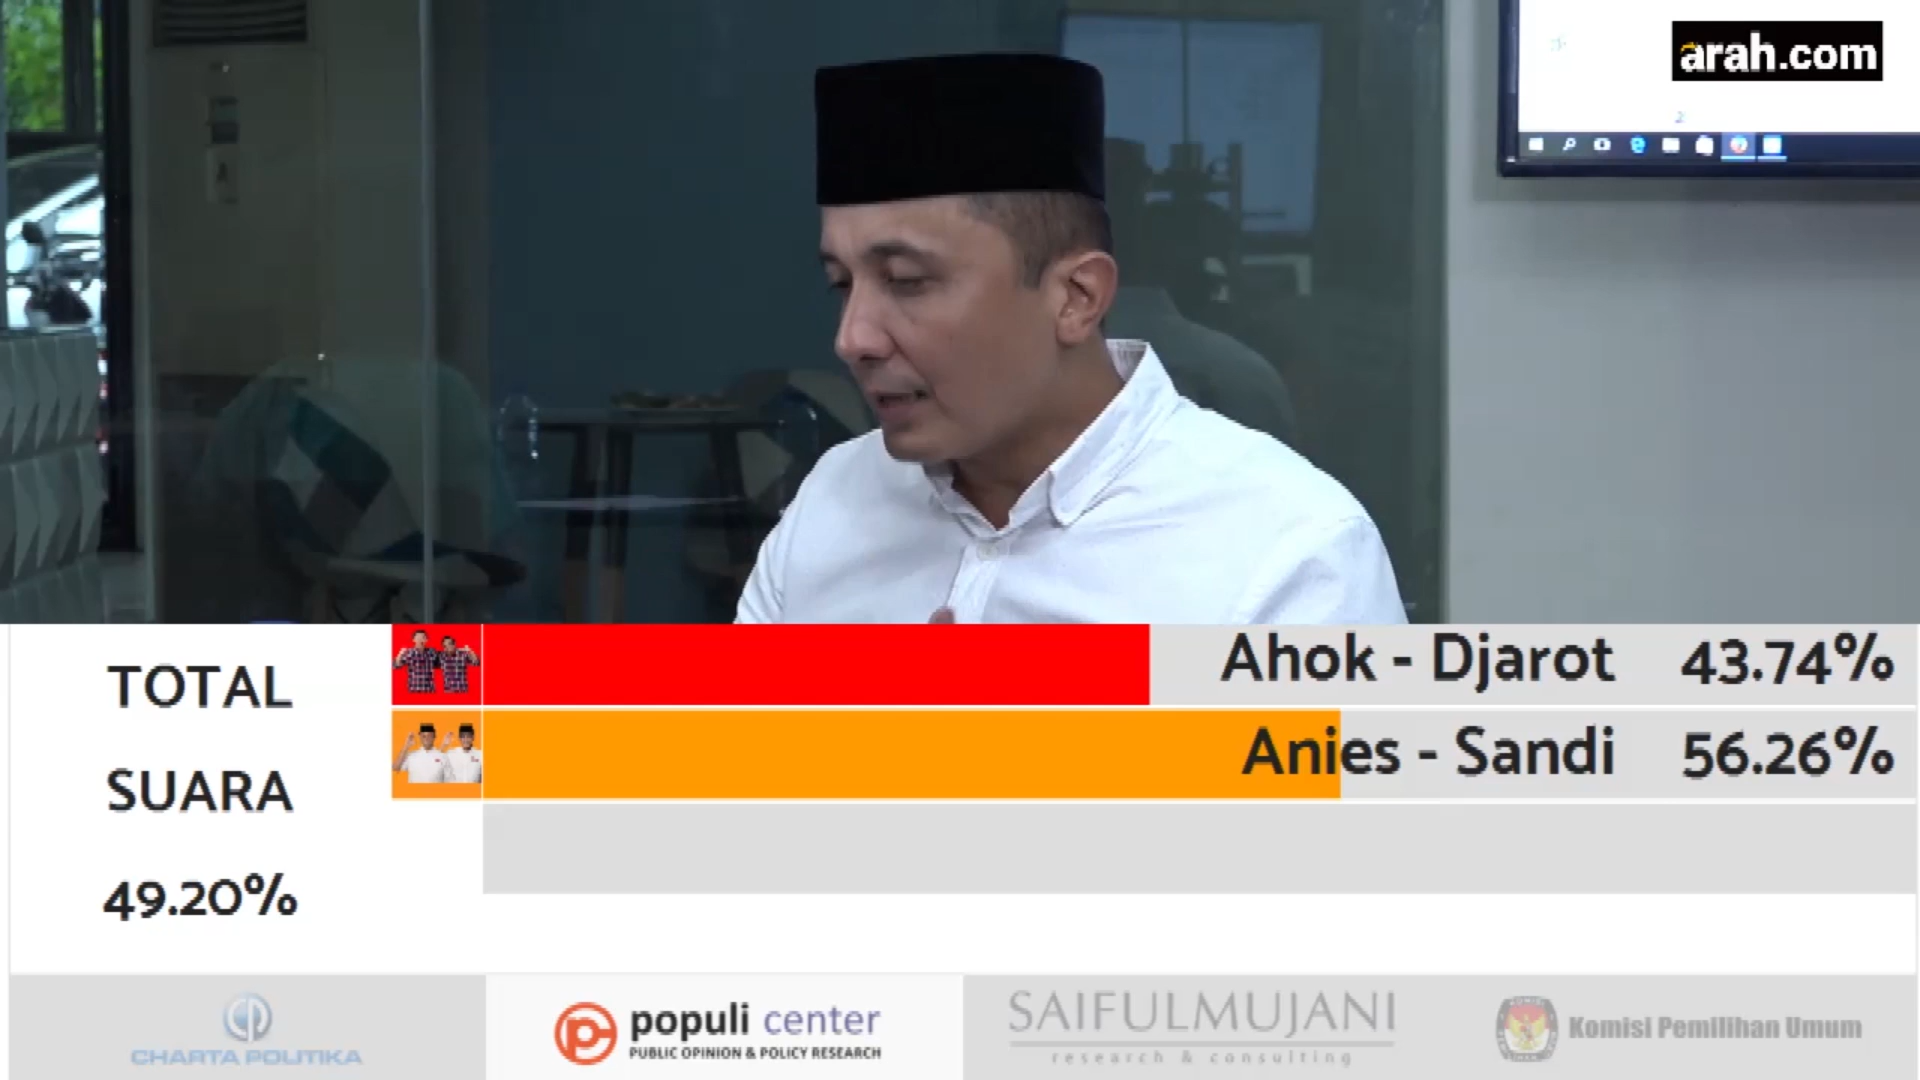 arah.com
TOTAL
SUARA
49.20%
Ahok - Djarot 43.74%
Anies - Sandi 56.26%
CHARTA POLITIKA
populi center
PUBLIC OPINION & POLICY RESEARCH
SAIFULMUJANI
research & consulting
Komisi Pemilihan Umum